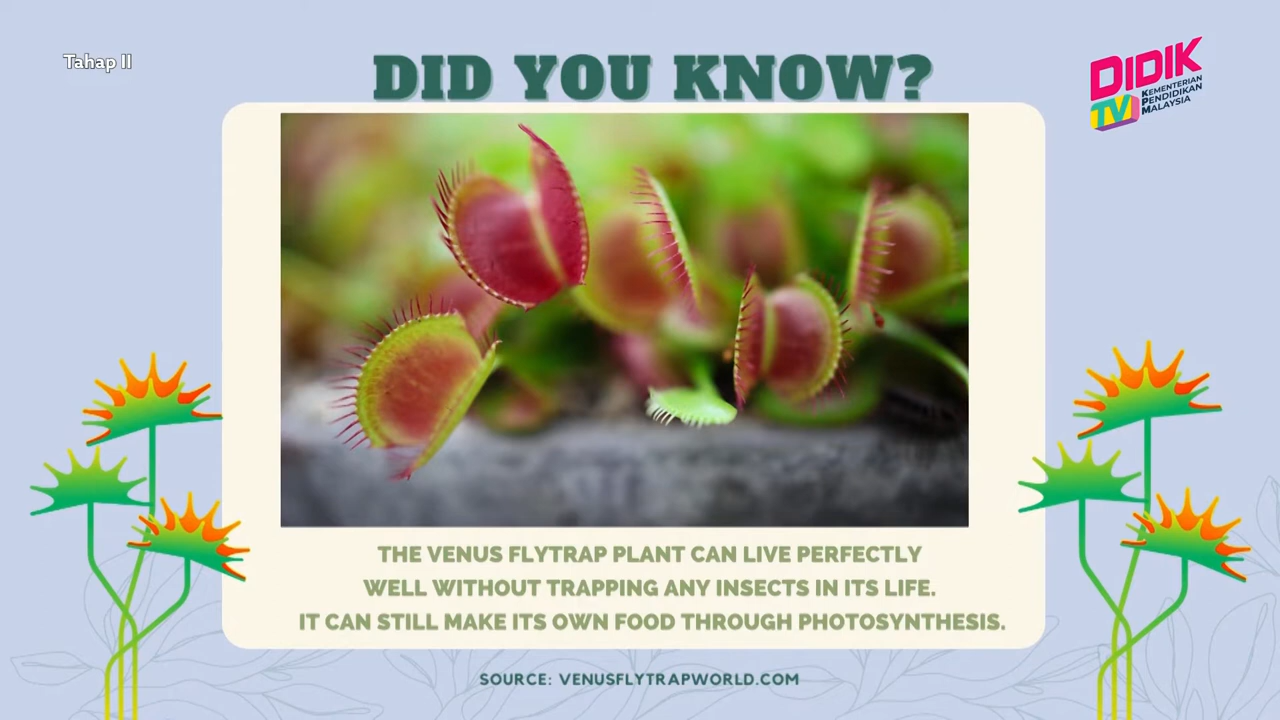 Tahap II
DID YOU KNOW?
DIDIK
TV
KEMENTERIAN
PENDIDIKAN
MALAYSIA
THE VENUS FLYTRAP PLANT CAN LIVE PERFECTLY
WELL WITHOUT TRAPPING ANY INSECTS IN ITS LIFE.
IT CAN STILL MAKE ITS OWN FOOD THROUGH PHOTOSYNTHESIS.
SOURCE: VENUSFLYTRAPWORLD.COM